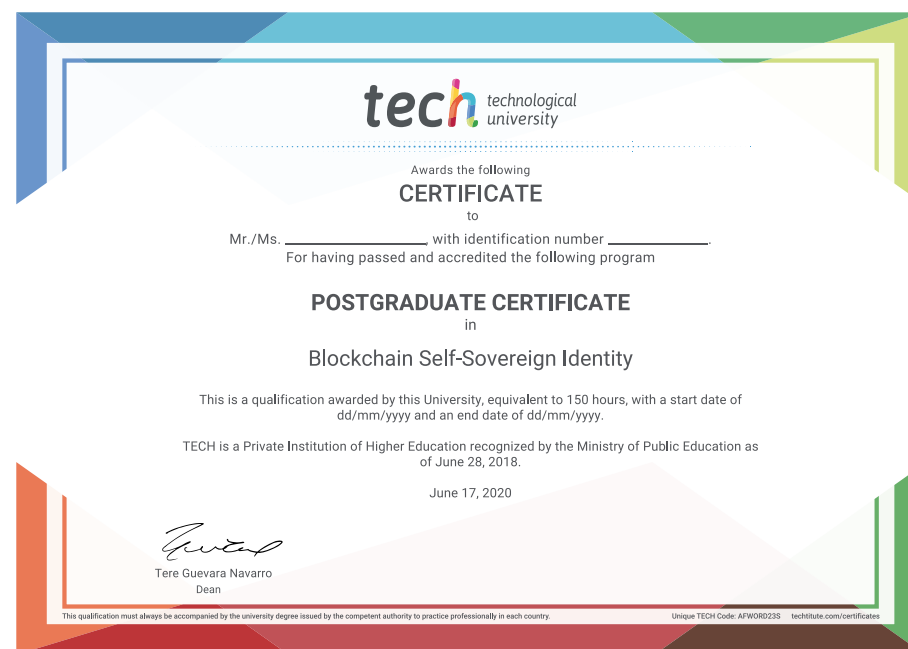 tech technological
university
Awards the following
CERTIFICATE
to
Mr./Ms. ____________________, with identification number ______________.
For having passed and accredited the following program
POSTGRADUATE CERTIFICATE
in
Blockchain Self-Sovereign Identity
This is a qualification awarded by this University, equivalent to 150 hours, with a start date of
dd/mm/yyyy and an end date of dd/mm/yyyy.
TECH is a Private Institution of Higher Education recognized by the Ministry of Public Education as
of June 28, 2018.
June 17, 2020
Tere Guevara Navarro
Dean
This qualification must always be accompanied by the university degree issued by the competent authority to practice professionally in each country.
Unique TECH Code: AFWORD23S techtitute.com/certificates